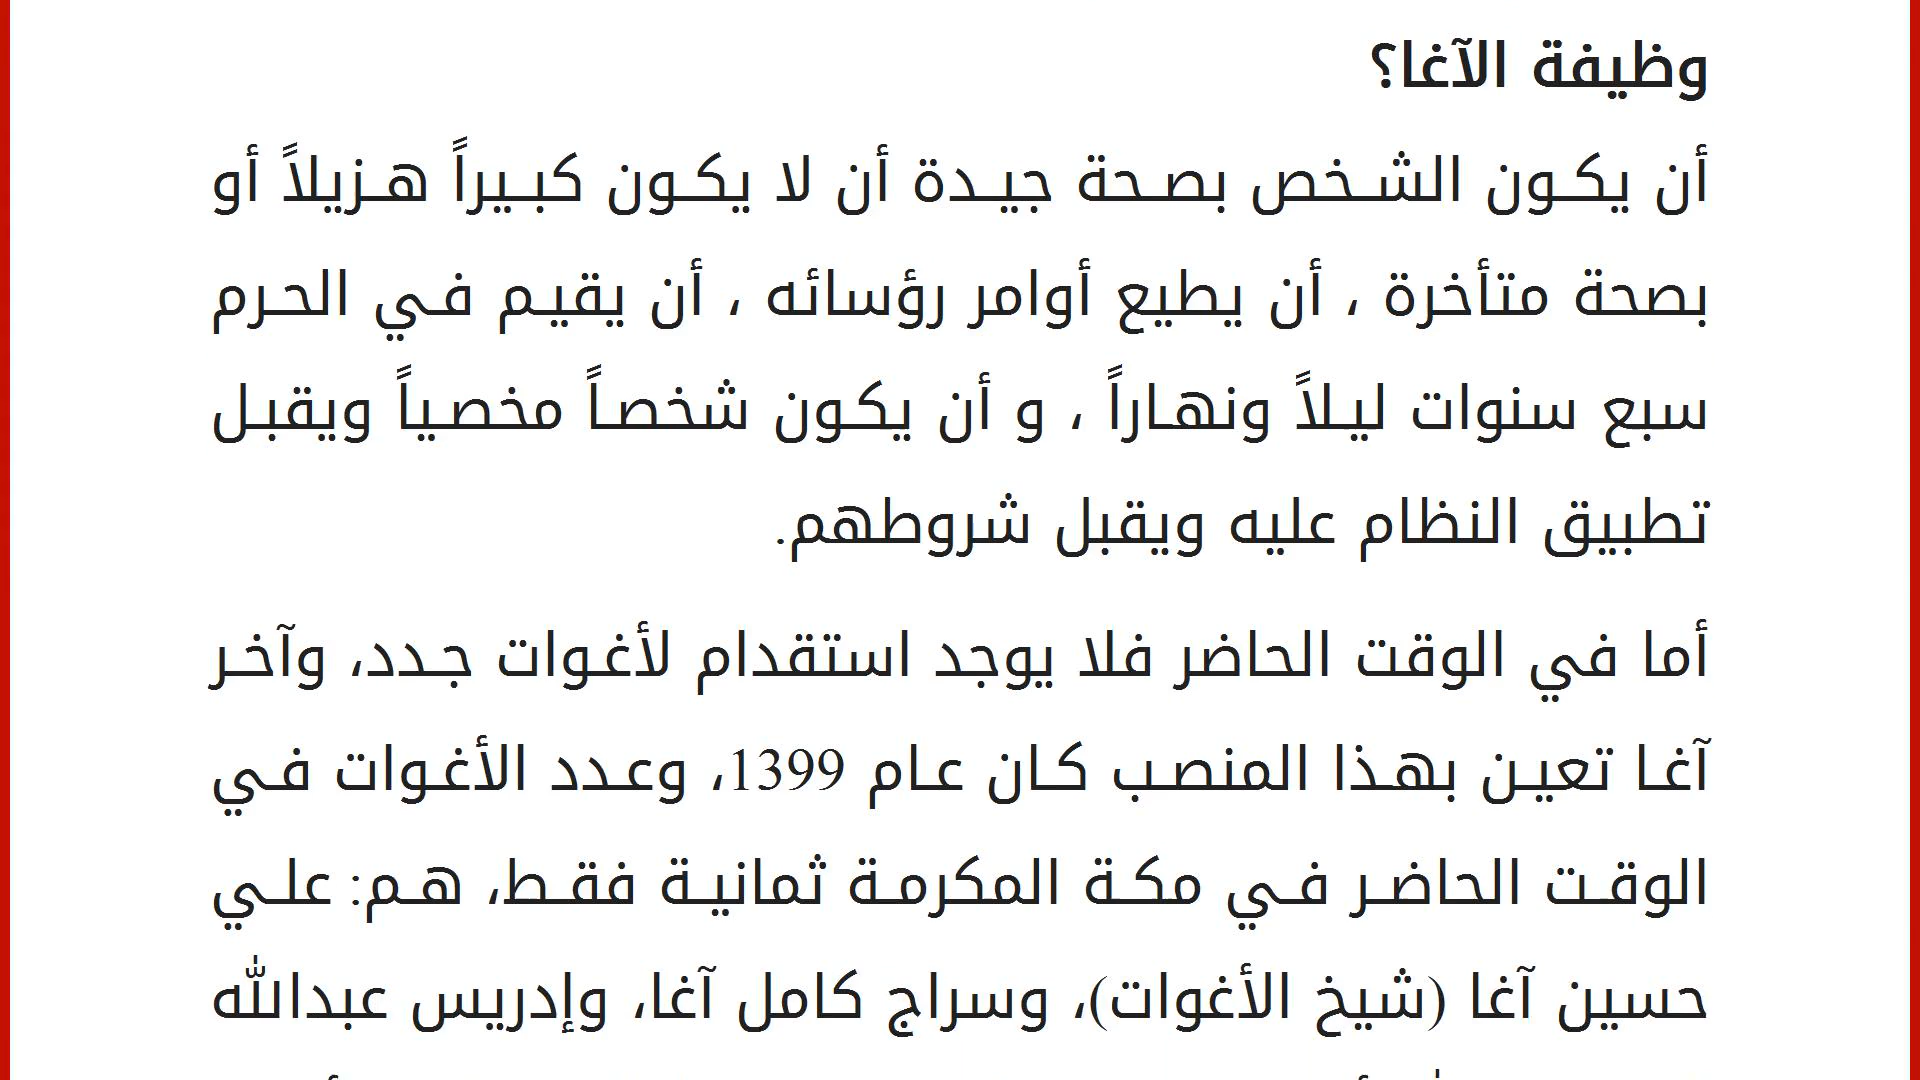 وظيفة الآغا؟
أن يكون الشخص بصحة جيدة أن لا يكون كبيراً هزيلاً أو
بصحة متأخرة ، أن يطيع أوامر رؤسائه ، أن يقيم في الحرم
سبع سنوات ليلاً ونهاراً ، و أن يكون شخصاً مخصياً ويقبل
تطبيق النظام عليه ويقبل شروطهم.
أما في الوقت الحاضر فلا يوجد استقدام لأغوات جدد، وآخر
آغا تعين بهذا المنصب كان عام 1399، وعدد الأغوات في
الوقت الحاضر في مكة المكرمة ثمانية فقط، هم: علي
حسين آغا (شيخ الأغوات)، وسراج كامل آغا، وإدريس عبدالله